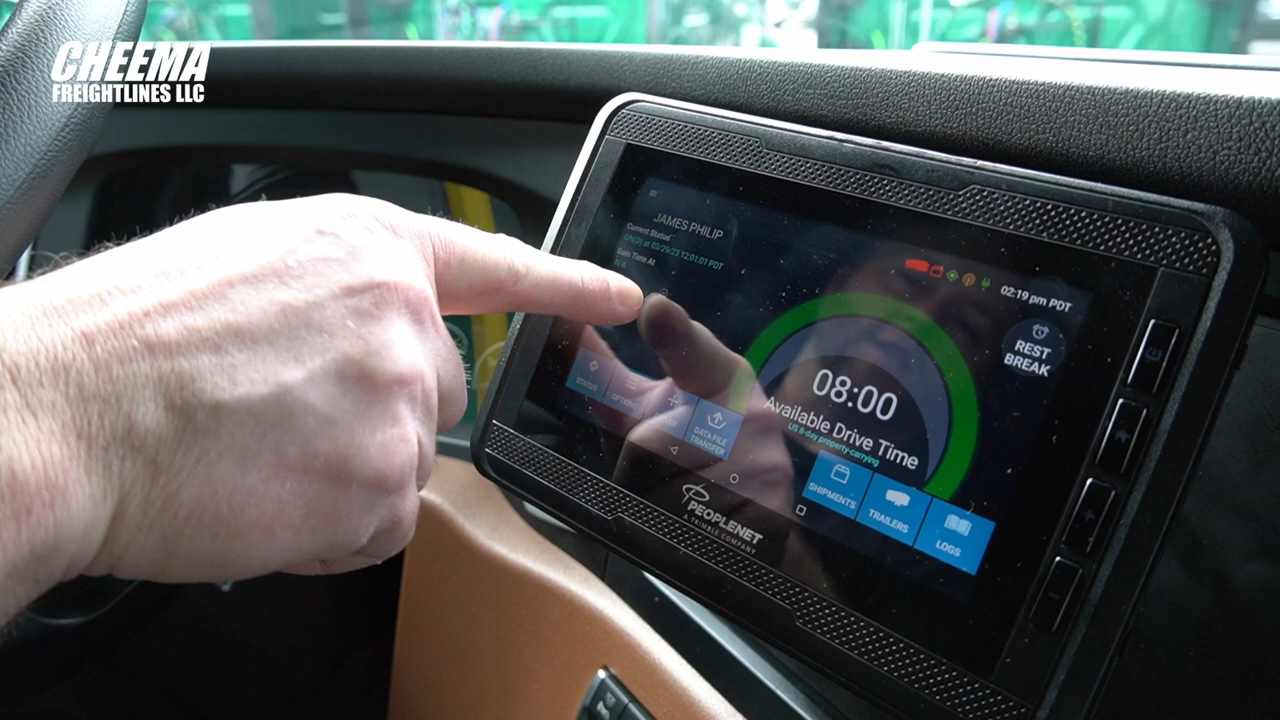 CHEEMA
FREIGHTLINES LLC
JAMES PHILIP
Current Status
ON(D) at 03/29/23 12:01:01 PDT
Gain Time At
N/A
02:19 pm PDT
REST
BREAK
08:00
Available Drive Time
US 8-day property-carrying
STATUS
OPTIONS
DATA FILE
TRANSFER
SHIPMENTS
TRAILERS
LOGS
PEOPLENET
A TRIMBLE COMPANY